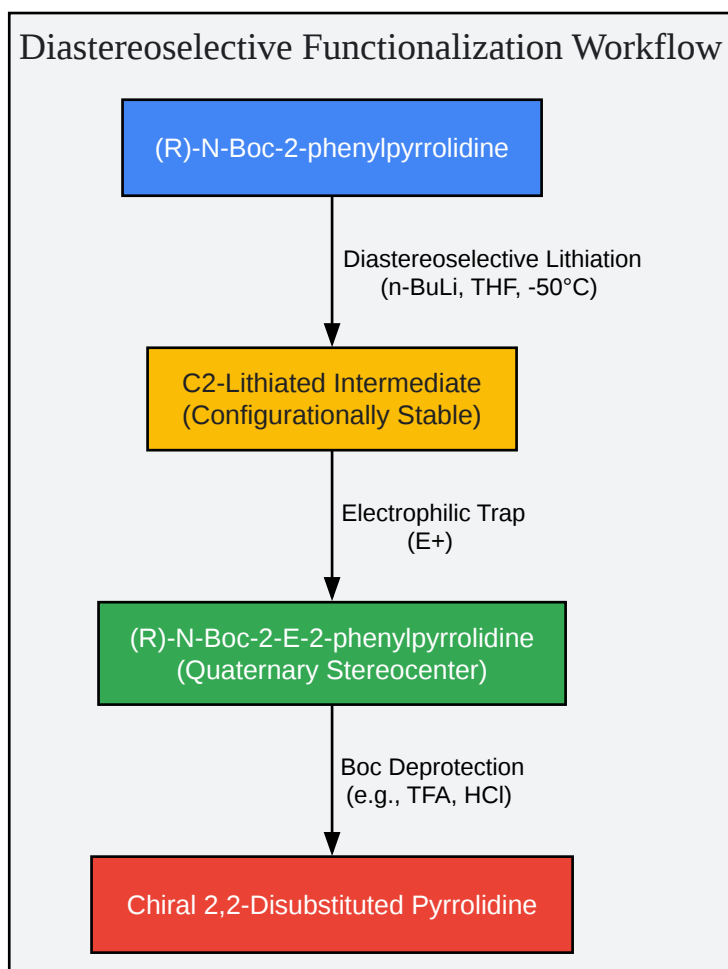 Diastereoselective Functionalization Workflow
(R)-N-Boc-2-phenylpyrrolidine
Diastereoselective Lithiation
(n-BuLi, THF, -50°C)
C2-Lithiated Intermediate
(Configurationally Stable)
Electrophilic Trap
(E+)
(R)-N-Boc-2-E-2-phenylpyrrolidine
(Quaternary Stereocenter)
Boc Deprotection
(e.g., TFA, HCl)
Chiral 2,2-Disubstituted Pyrrolidine